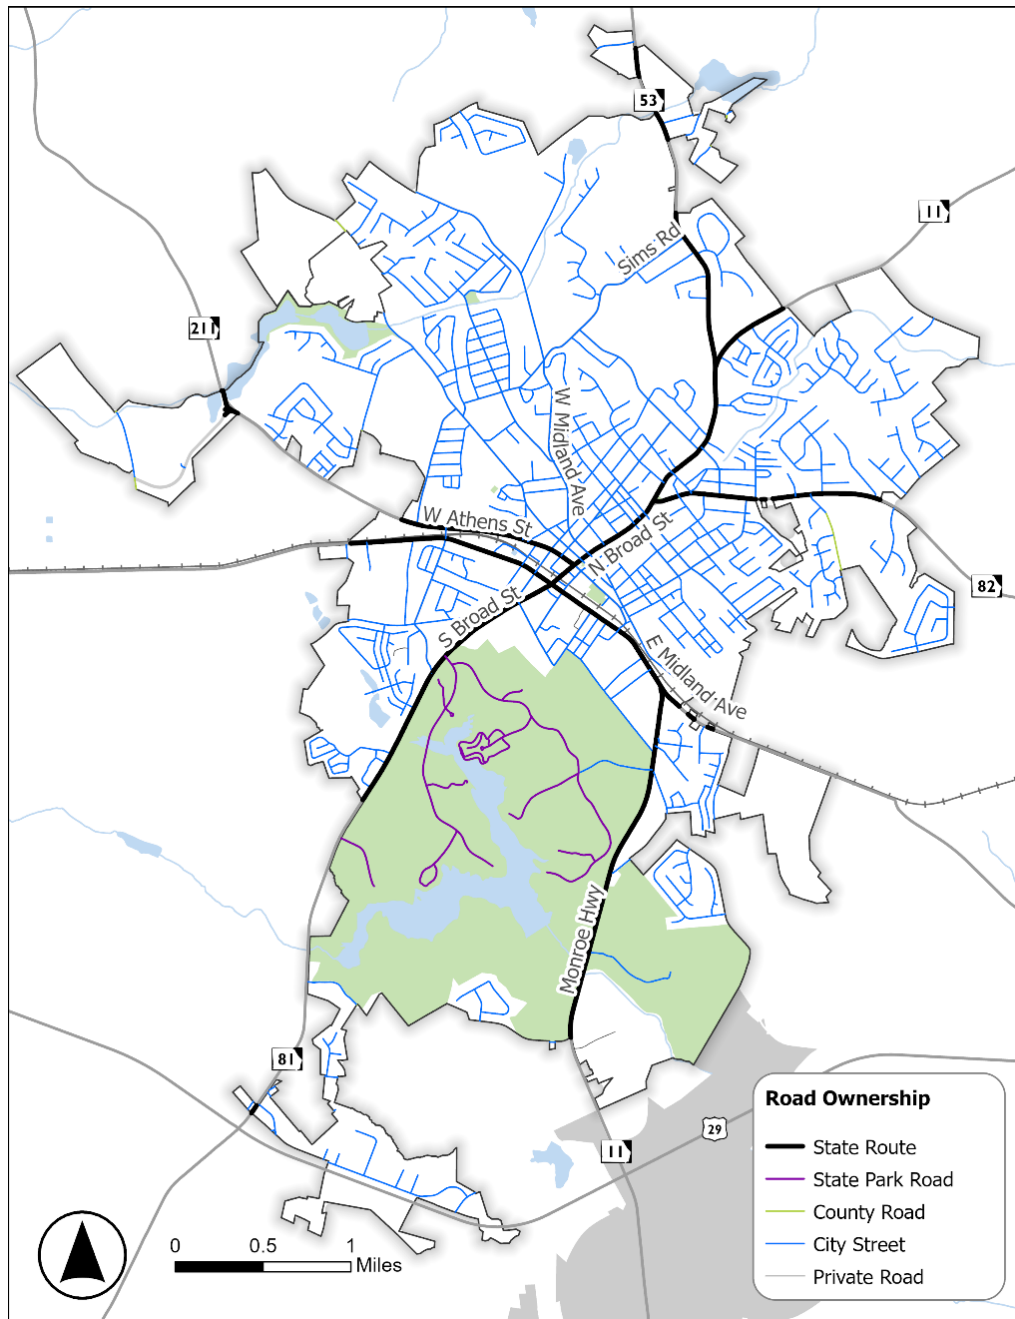 53
11
Sims Rd
211
W Midland Ave
W Athens St
N Broad St
82
S Broad St
E Midland Ave
Monroe Hwy
81
29
11
Road Ownership
State Route
State Park Road
County Road
City Street
Private Road
0 0.5 1
Miles